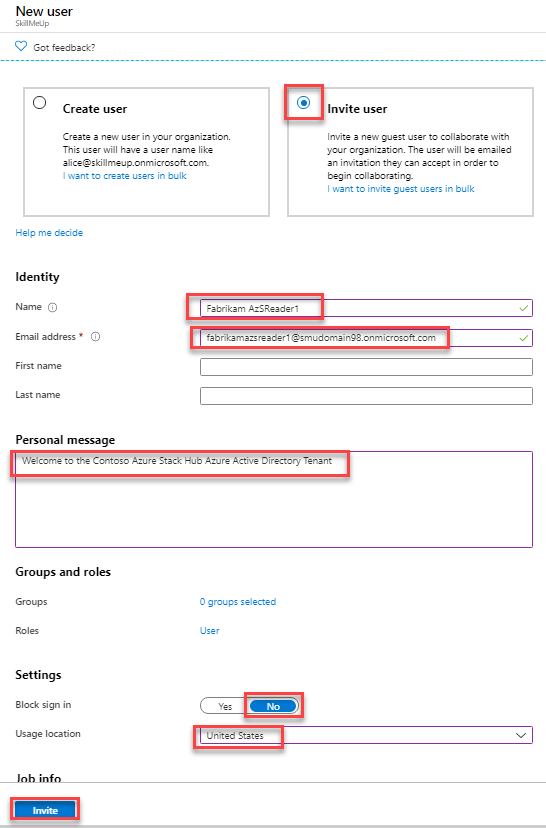 New user
SkillMeUp
Got feedback?
Create user
Create a new user in your organization.
This user will have a user name like
alice@skillmeup.onmicrosoft.com.
I want to create users in bulk
Invite user
Invite a new guest user to collaborate with
your organization. The user will be emailed
an invitation they can accept in order to
begin collaborating.
I want to invite guest users in bulk
Help me decide
Identity
Name
Fabrikam AzSReader1
Email address *
fabrikamazsreader1@smudomain98.onmicrosoft.com
First name
Last name
Personal message
Welcome to the Contoso Azure Stack Hub Azure Active Directory Tenant
Groups and roles
Groups 0 groups selected
Roles User
Settings
Block sign in Yes No
Usage location United States
Job info
Invite